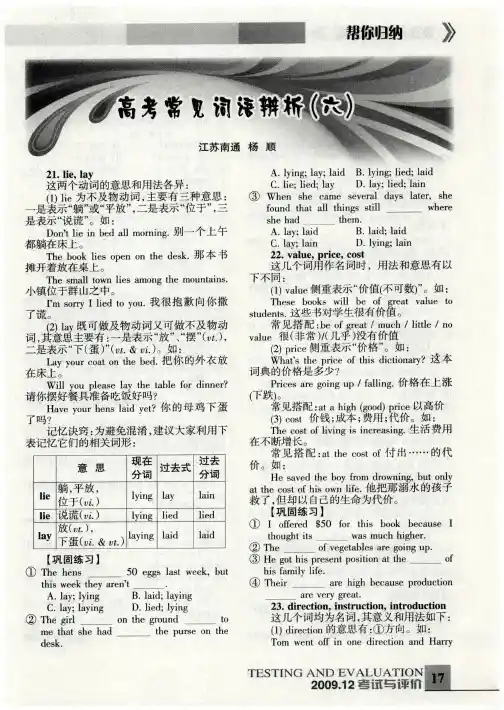 帮你归纳
高考常见词语辨析(六)
江苏南通 杨 顺
21. lie, lay
这两个动词的意思和用法各异:
(1) lie 为不及物动词,主要有三种意思:
一是表示“躺”或“平放”,二是表示“位于”,三
是表示“说谎”。如:
Don't lie in bed all morning. 别一个上午
都躺在床上。
The book lies open on the desk. 那本书
摊开着放在桌上。
The small town lies among the mountains.
小镇位于群山之中。
I'm sorry I lied to you. 我很抱歉向你撒
了谎。
(2) lay 既可做及物动词又可做不及物动
词,其意思主要有:一是表示“放”、“摆”(vt.),
二是表示“下(蛋)”(vt. & vi.)。如:
Lay your coat on the bed. 把你的外衣放
在床上。
Will you please lay the table for dinner?
请你摆好餐具准备吃饭好吗?
Have your hens laid yet? 你的母鸡下蛋
了吗?
记忆诀窍:为避免混淆,建议大家利用下
表记忆它们的相关词形:
意 思 现在分词 过去式 过去分词
lie 躺,平放,位于(vi.) lying lay lain
lie 说谎(vi.) lying lied lied
lay 放(vt.),下蛋(vi. & vt.) laying laid laid
【巩固练习】
① The hens ______ 50 eggs last week, but
this week they aren't ______.
A. lay; lying B. laid; laying
C. lay; laying D. lied; lying
② The girl ______ on the ground ______ to
me that she had ______ the purse on the
desk.
A. lying; lay; laid B. lying; lied; laid
C. lie; lied; lay D. lay; lied; lain
③ When she came several days later, she
found that all things still ______ where
she had ______ them.
A. lay; laid B. laid; laid
C. lay; lain D. lying; lain
22. value, price, cost
这几个词用作名词时, 用法和意思有以
下不同:
(1) value 侧重表示“价值(不可数)”。如:
These books will be of great value to
students. 这些书对学生很有价值。
常见搭配:be of great / much / little / no
value 很(非常)/(几乎)没有价值
(2) price 侧重表示“价格”。如:
What's the price of this dictionary? 这本
词典的价格是多少?
Prices are going up / falling. 价格在上涨
(下跌)。
常见搭配:at a high (good) price 以高价
(3) cost 价钱;成本;费用;代价。如:
The cost of living is increasing. 生活费用
在不断增长。
常见搭配:at the cost of 付出……的代
价。如:
He saved the boy from drowning, but only
at the cost of his own life. 他把那溺水的孩子
救了,但却以自己的生命为代价。
【巩固练习】
① I offered $50 for this book because I
thought its ______ was much higher.
② The ______ of vegetables are going up.
③ He got his present position at the ______ of
his family life.
④ Their ______ are high because production
______ are very great.
23. direction, instruction, introduction
这几个词均为名词,其意义和用法如下:
(1) direction 的意思有:①方向。如:
Tom went off in one direction and Harry
TESTING AND EVALUATION
2009.12 考试与评价
17